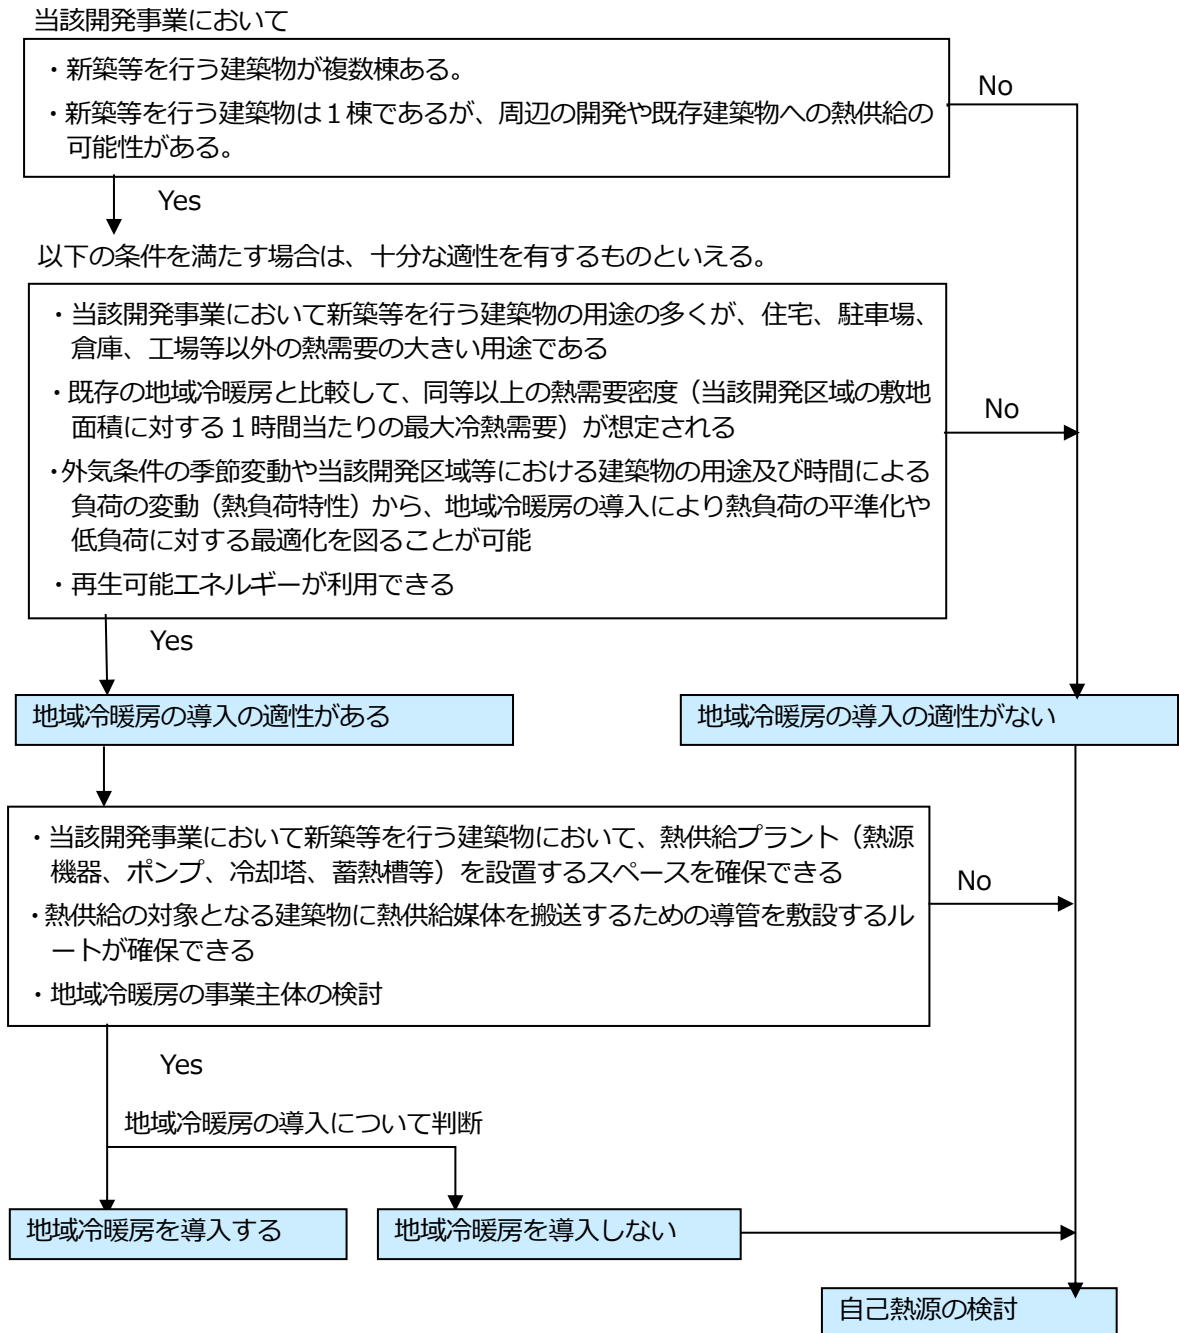 当該開発事業において
・新築等を行う建築物が複数棟ある。
No
・新築等を行う建築物は１棟であるが、周辺の開発や既存建築物への熱供給の
可能性がある。
Yes
以下の条件を満たす場合は、十分な適性を有するものといえる。
・当該開発事業において新築等を行う建築物の用途の多くが、住宅、駐車場、
倉庫、工場等以外の熱需要の大きい用途である
・既存の地域冷暖房と比較して、同等以上の熱需要密度（当該開発区域の敷地
面積に対する１時間当たりの最大冷熱需要）が想定される
No
・外気条件の季節変動や当該開発区域等における建築物の用途及び時間による
負荷の変動（熱負荷特性）から、地域冷暖房の導入により熱負荷の平準化や
低負荷に対する最適化を図ることが可能
・再生可能エネルギーが利用できる
Yes
地域冷暖房の導入の適性がある
地域冷暖房の導入の適性がない
・当該開発事業において新築等を行う建築物において、熱供給プラント（熱源
機器、ポンプ、冷却塔、蓄熱槽等）を設置するスペースを確保できる
No
・熱供給の対象となる建築物に熱供給媒体を搬送するための導管を敷設するル
ートが確保できる
・地域冷暖房の事業主体の検討
Yes
地域冷暖房の導入について判断
地域冷暖房を導入する
地域冷暖房を導入しない
自己熱源の検討